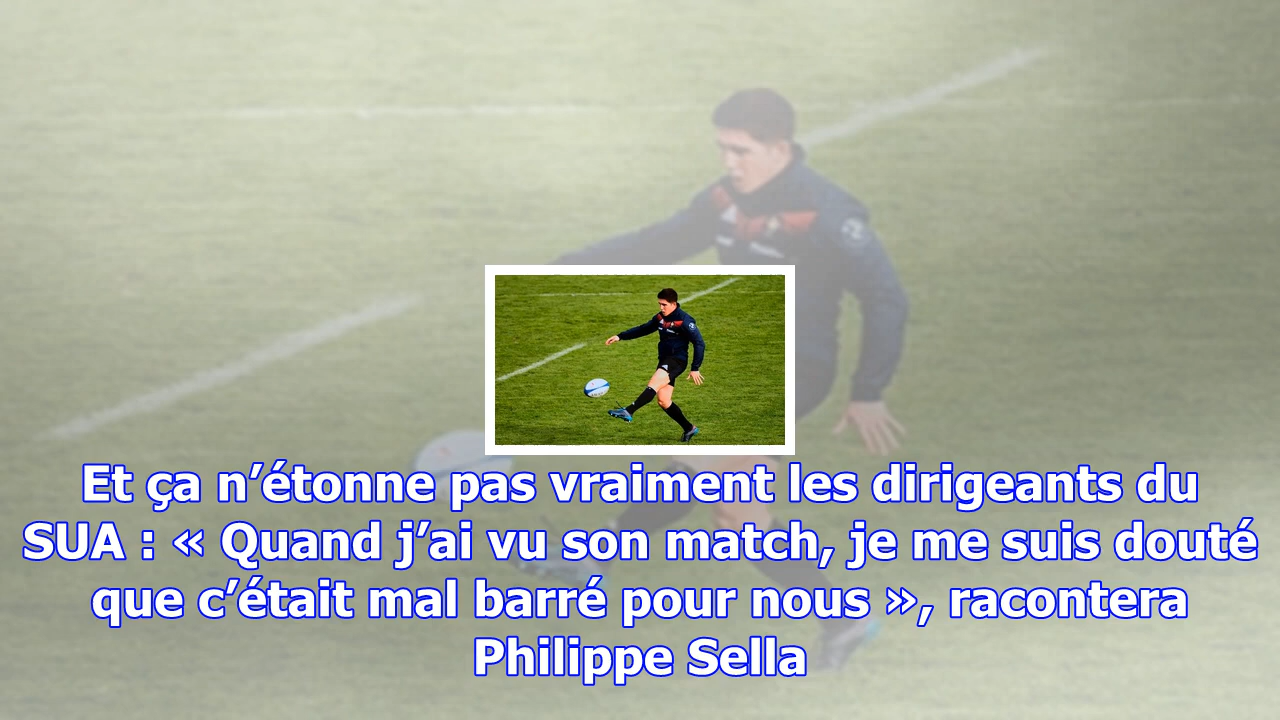 Et ça n’étonne pas vraiment les dirigeants du
SUA : « Quand j’ai vu son match, je me suis douté
que c’était mal barré pour nous », racontera
Philippe Sella